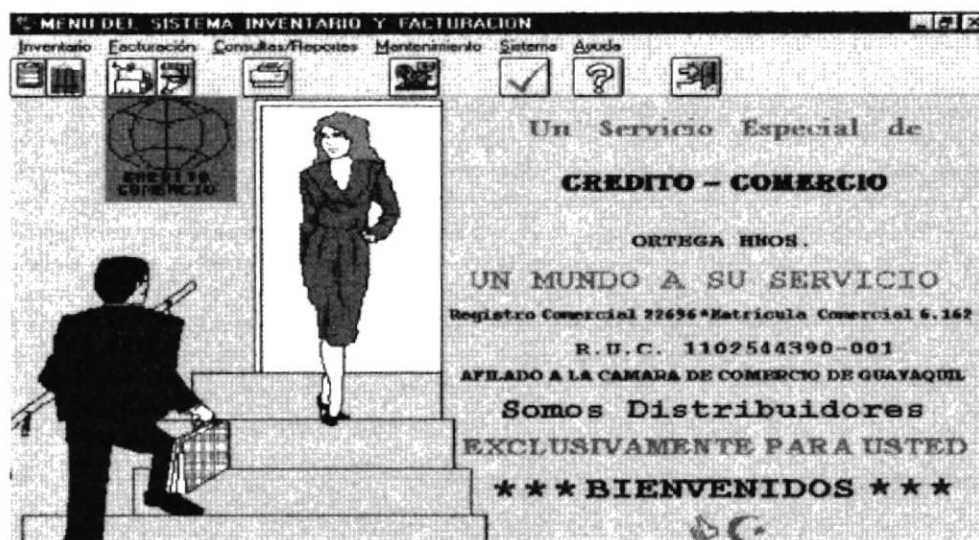 MENU DEL SISTEMA INVENTARIO Y FACTURACION
Inventario Facturación Consultas/Reportes Mantenimiento Sistema Ayuda
CREDITO
COMERCIO
Un Servicio Especial de
CREDITO - COMERCIO
ORTEGA HNOS.
UN MUNDO A SU SERVICIO
Registro Comercial 22696*Matricula Comercial 6.162
R.U.C. 1102544390-001
AFILADO A LA CAMARA DE COMERCIO DE GUAYAQUIL
Somos Distribuidores
EXCLUSIVAMENTE PARA USTED
***BIENVENIDOS ***